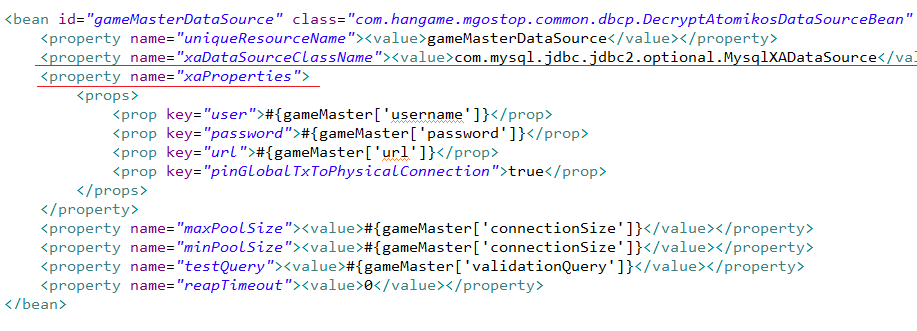 <bean id="gameMasterDataSource" class="com.hangame.mgostop.common.dbcp.DecryptAtomikosDataSourceBean"
<property name="uniqueResourceName"><value>gameMasterDataSource</value></property>
<property name="xaDataSourceClassName"><value>com.mysql.jdbc.jdbc2.optional.MysqlXADataSource</val
<property name="xaProperties">
<props>
<prop key="user">#{gameMaster['username']}</prop>
<prop key="password">#{gameMaster['password']}</prop>
<prop key="url">#{gameMaster['url']}</prop>
<prop key="pinGlobalTxToPhysicalConnection">true</prop>
</props>
</property>
<property name="maxPoolSize"><value>#{gameMaster['connectionSize']}</value></property>
<property name="minPoolSize"><value>#{gameMaster['connectionSize']}</value></property>
<property name="testQuery"><value>#{gameMaster['validationQuery']}</value></property>
<property name="reapTimeout"><value>0</value></property>
</bean>